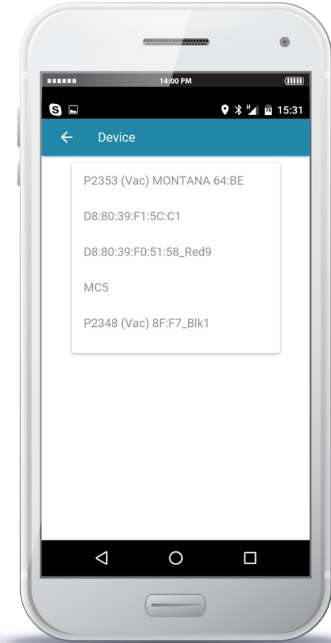 14:00 PM
15:31
Device
P2353 (Vac) MONTANA 64:BE
D8:80:39:F1:5C:C1
D8:80:39:F0:51:58_Red9
MC5
P2348 (Vac) 8F:F7_Blk1